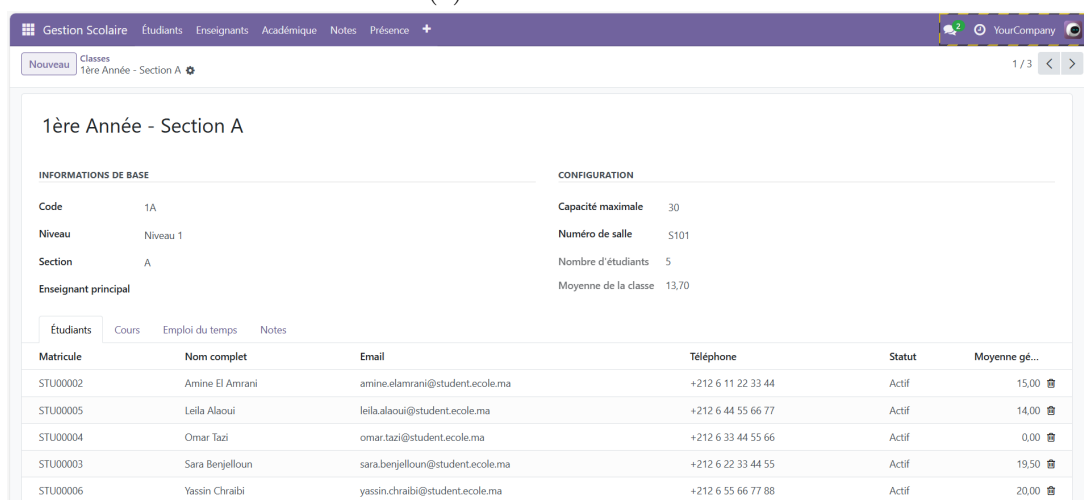 Gestion Scolaire Étudiants Enseignants Académique Notes Présence + 2 YourCompany
Nouveau Classes
1ère Année - Section A
1 / 3
1ère Année - Section A
INFORMATIONS DE BASE
CONFIGURATION
Code 1A
Capacité maximale 30
Niveau Niveau 1
Numéro de salle S101
Section A
Nombre d'étudiants 5
Enseignant principal
Moyenne de la classe 13,70
Étudiants Cours Emploi du temps Notes
Matricule Nom complet Email Téléphone Statut Moyenne gé...
STU00002 Amine El Amrani amine.elamrani@student.ecole.ma +212 6 11 22 33 44 Actif 15,00
STU00005 Leila Alaoui leila.alaoui@student.ecole.ma +212 6 44 55 66 77 Actif 14,00
STU00004 Omar Tazi omar.tazi@student.ecole.ma +212 6 33 44 55 66 Actif 0,00
STU00003 Sara Benjelloun sara.benjelloun@student.ecole.ma +212 6 22 33 44 55 Actif 19,50
STU00006 Yassin Chraibi yassin.chraibi@student.ecole.ma +212 6 55 66 77 88 Actif 20,00